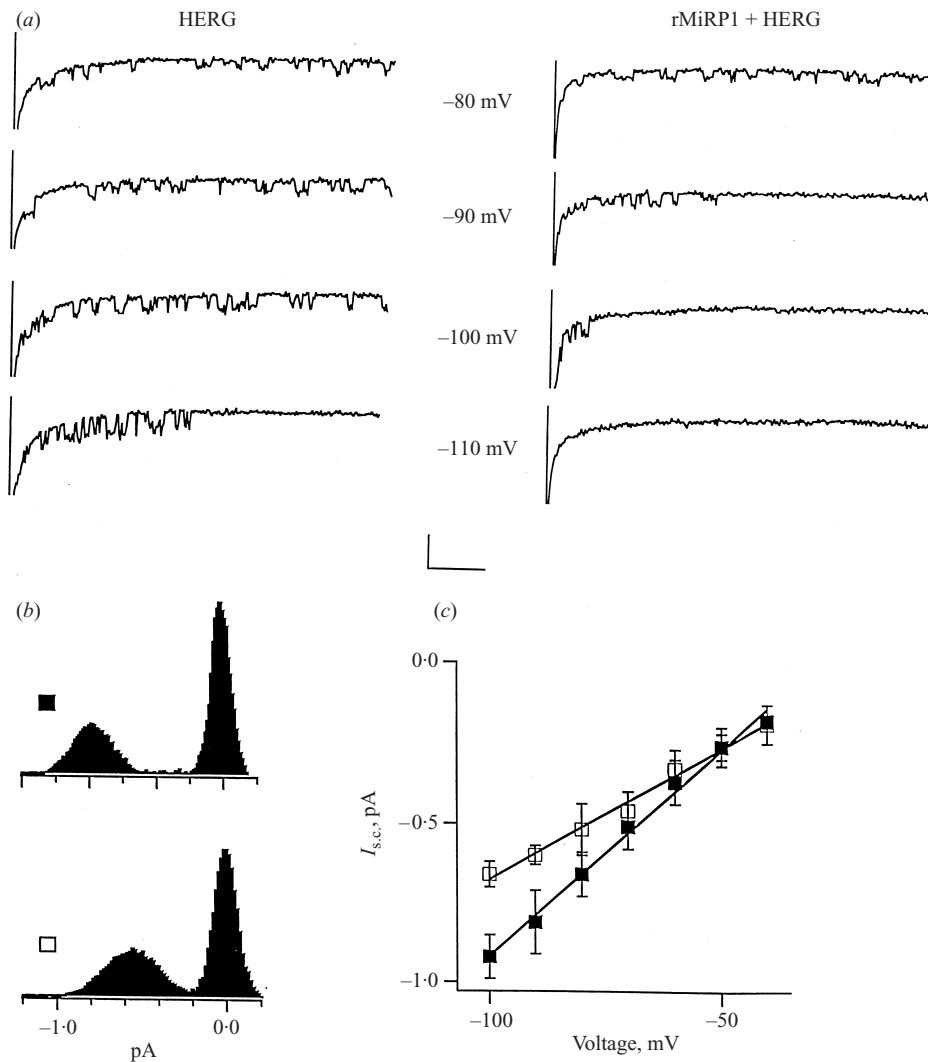 (a)
HERG
rMiRP1 + HERG
–80 mV
–90 mV
–100 mV
–110 mV
(b)
–1·0
0·0
pA
(c)
0·0
–0·5
–1·0
I s.c., pA
–100
–50
Voltage, mV